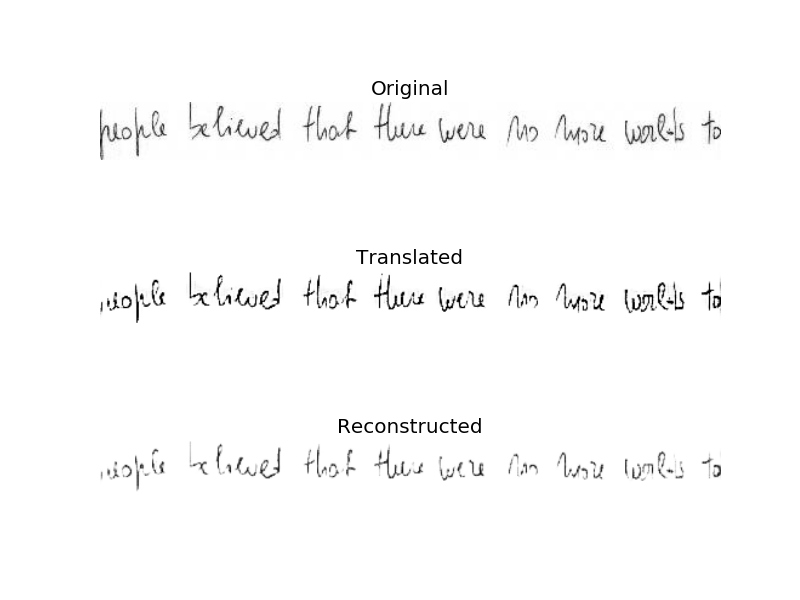 Original
people believed that there were no more worlds to
Translated
people believed that there were no more worlds to
Reconstructed
people believed that there were no more worlds to